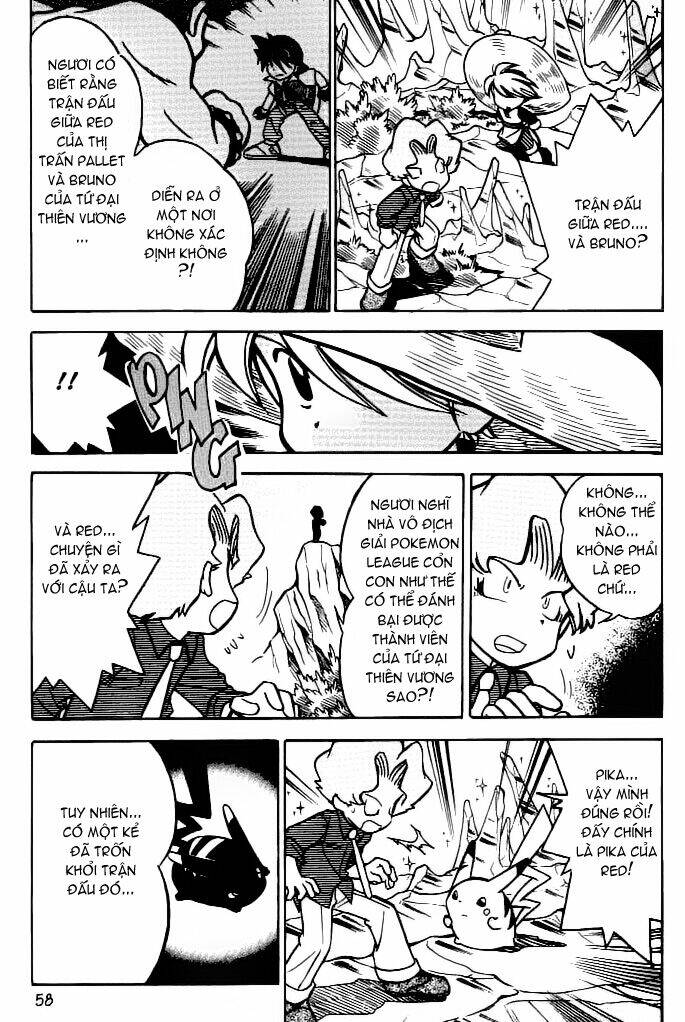 NGƯƠI CÓ
BIẾT RẰNG
TRẬN ĐẤU
GIỮA RED
CỦA THỊ
TRẤN PALLET
VÀ BRUNO
CỦA TỨ ĐẠI
THIÊN VƯƠNG
...
DIỄN RA Ở
MỘT NƠI
KHÔNG XÁC
ĐỊNH KHÔNG
?!
TRẬN ĐẤU
GIỮA RED....
VÀ BRUNO?
!!
PING
KHÔNG...
KHÔNG THỂ
NÀO...
KHÔNG PHẢI
LÀ RED
CHỨ...
NGƯƠI NGHĨ
NHÀ VÔ ĐỊCH
GIẢI POKEMON
LEAGUE CỔN
CON NHƯ THẾ
CÓ THỂ ĐÁNH
BẠI ĐƯỢC
THÀNH VIÊN
CỦA TỨ ĐẠI
THIÊN VƯƠNG
SAO?!
VÀ RED...
CHUYỆN GÌ
ĐÃ XẢY RA
VỚI CẬU TA?
PIKA...
VẬY MÌNH
ĐÚNG RỒI!
ĐẤY CHÍNH
LÀ PIKA CỦA
RED!
TUY NHIÊN...
CÓ MỘT KẺ
ĐÃ TRỐN
KHỎI TRẬN
ĐẤU ĐÓ...
58